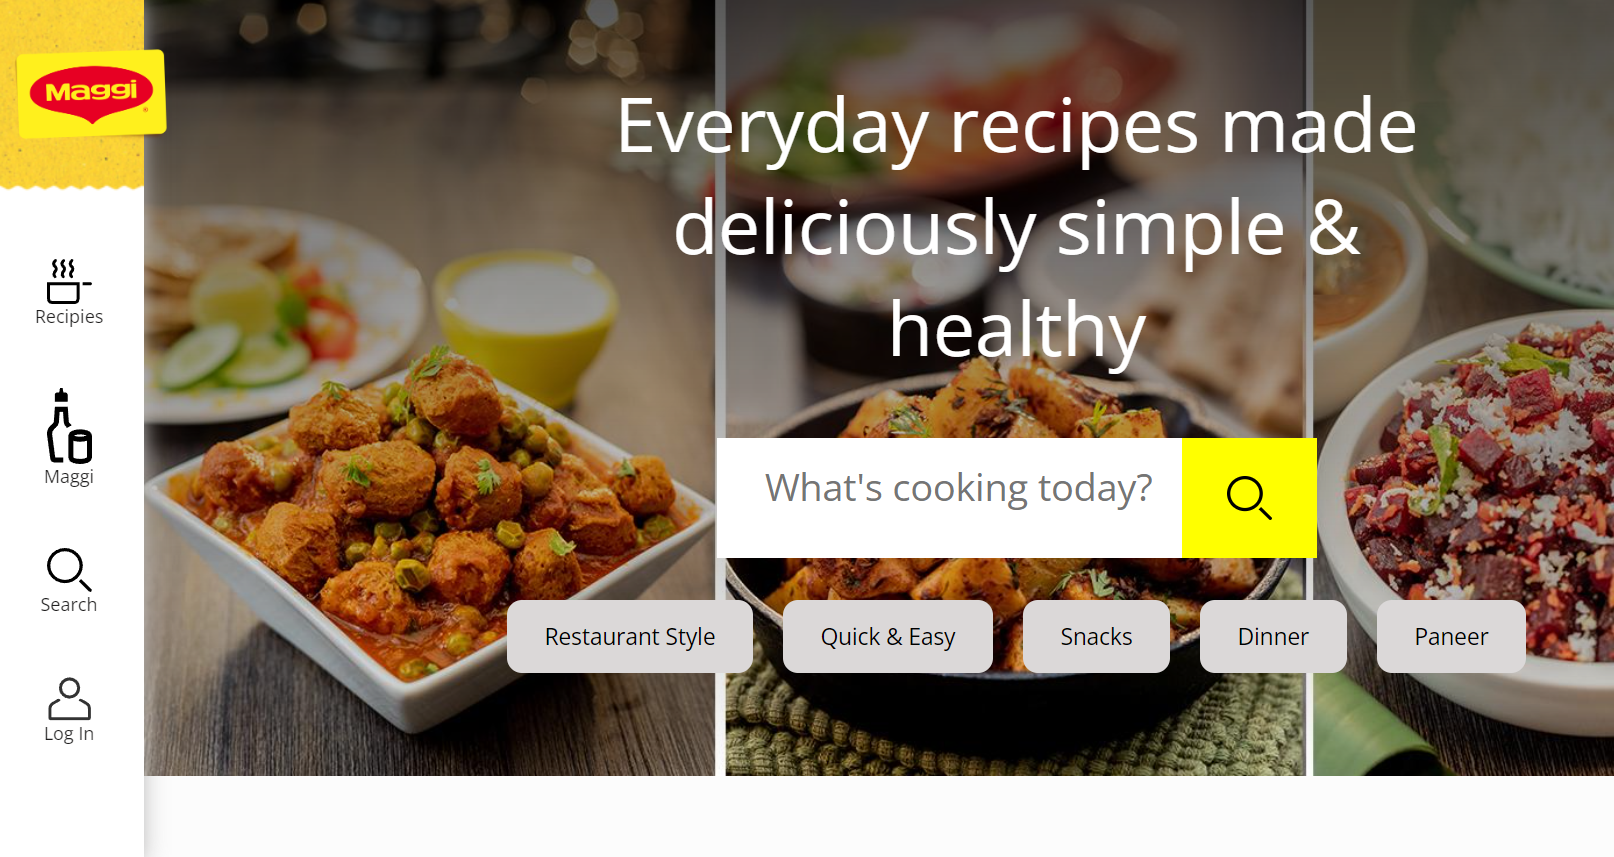 Maggi
Recipies
Maggi
Search
Log In
Everyday recipes made
deliciously simple &
healthy
What's cooking today?
Restaurant Style
Quick & Easy
Snacks
Dinner
Paneer